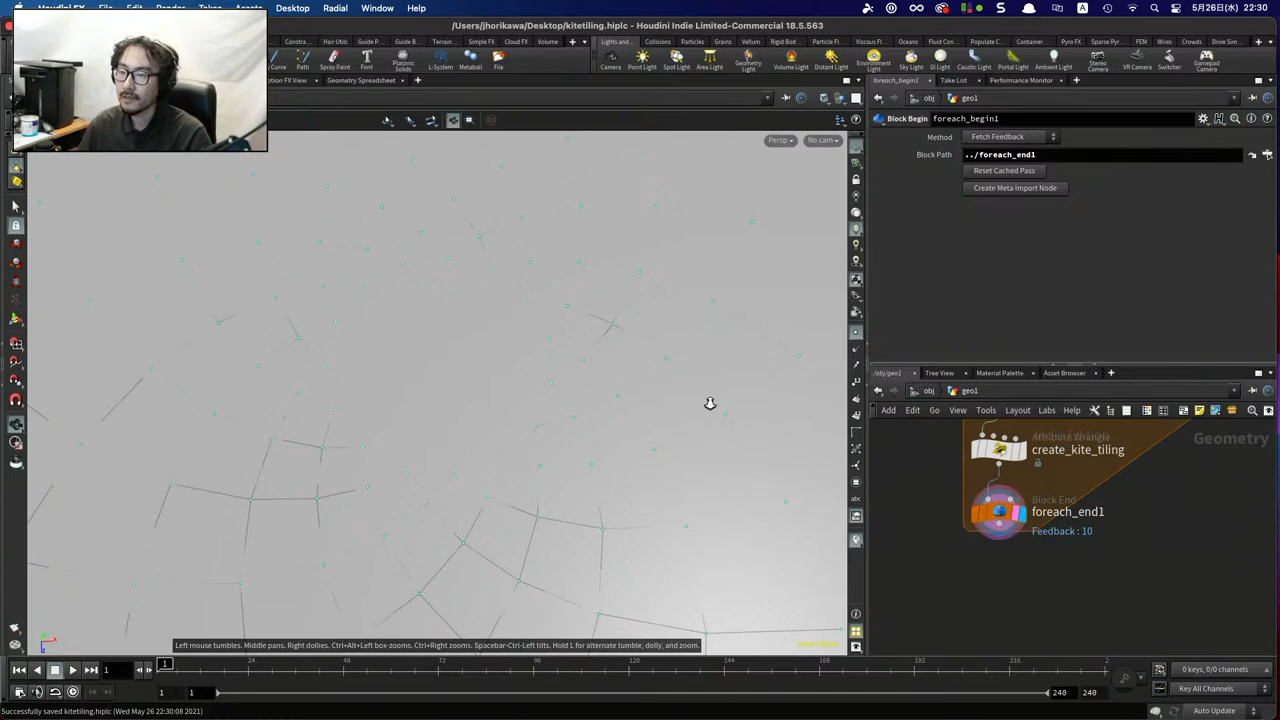 Desktop Radial Window Help
5月26日(水) 22:30
/Users/jhorikawa/Desktop/kitetiling.hiplc - Houdini Indie Limited-Commercial 18.5.563
Constra... Hair Utils Guide P... Guide B... Terrain... Simple FX Cloud FX Volume
Lights and... Collisions Particles Grains Vellum Rigid Bod Particle Fl... Viscous Fl... Oceans Fluid Con... Populate C... Container... Pyro FX Sparse Pyr... FEM Wires Crowds Drive Sim...
Curve Path Spray Paint Font Platonic Solids L-System Metaball File
Camera Point Light Spot Light Area Light Geometry Light Volume Light Distant Light Environment Light Sky Light GI Light Caustic Light Portal Light Ambient Light Stereo Camera VR Camera Switcher Gamepad Camera
otion FX View Geometry Spreadsheet
foreach_begin1 Take List Performance Monitor
obj geo1
Block Begin foreach_begin1
Method Fetch Feedback
Block Path ../foreach_end1
Reset Cached Pass
Create Meta Import Node
Persp No cam
/obj/geo1 Tree View Material Palette Asset Browser
obj geo1
Add Edit Go View Tools Layout Labs Help
Geometry
Attribute Wrangle
create_kite_tiling
Block End
foreach_end1
Feedback : 10
Left mouse tumbles. Middle pans. Right dollies. Ctrl+Alt+Left box-zooms. Ctrl+Right zooms. Spacebar-Ctrl-Left tilts. Hold L for alternate tumble, dolly, and zoom.
1 1 24 48 72 96 120 144 168 192 216 2
0 keys, 0/0 channels
1 1 240 240
Key All Channels
Successfully saved kitetiling.hiplc (Wed May 26 22:30:08 2021)
Auto Update